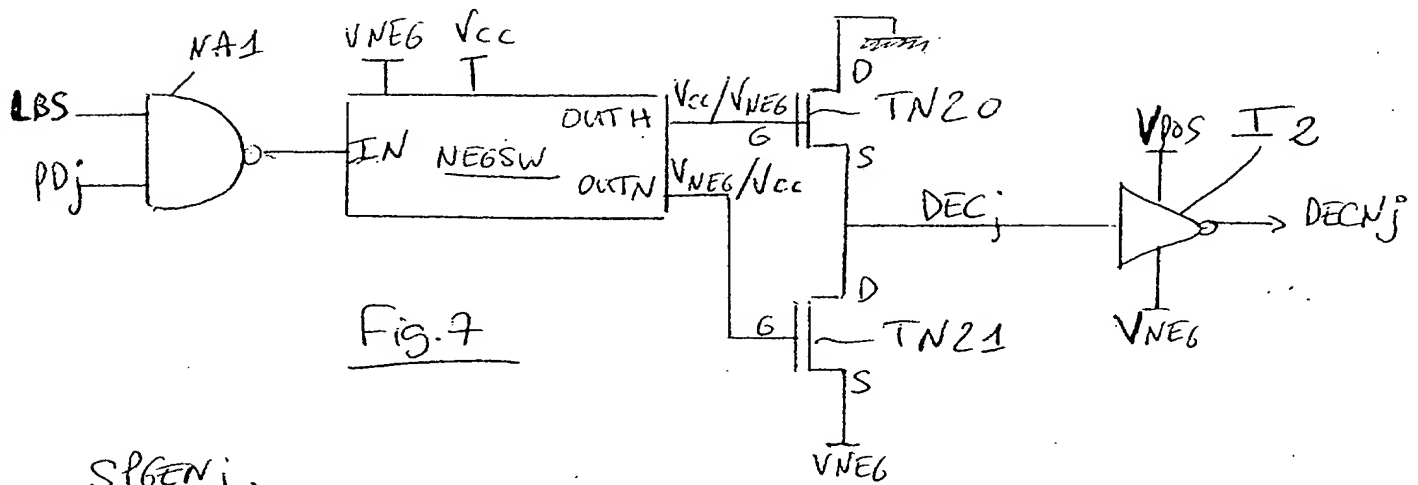 NA1
VNEG
VCC
LBS
PDj
IN
NEGSW
OUTH
OUTN
VCC/VNEG
G
VNEG/VCC
G
D
TN20
S
DECj
D
TN21
S
VNEG
VPOS
I2
DECNj
VNEG
Fig.7
SPGENj.